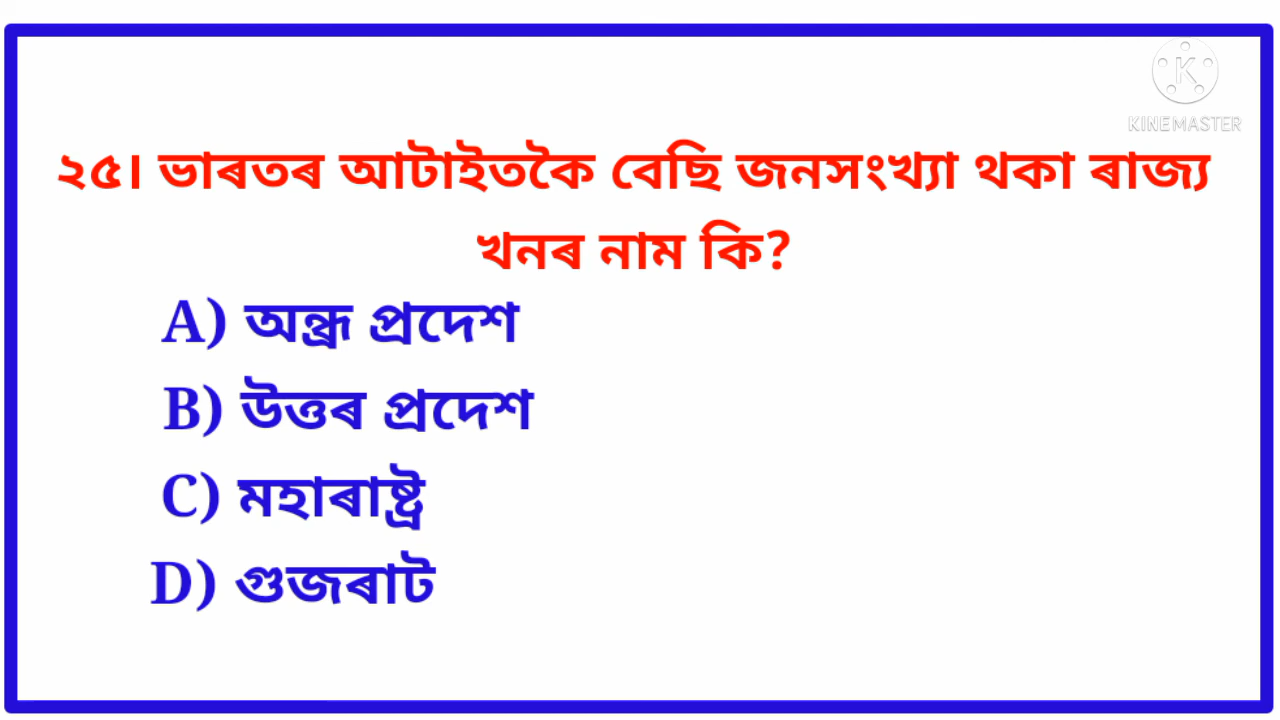 KINEMASTER
২৫। ভাৰতৰ আটাইতকৈ বেছি জনসংখ্যা থকা ৰাজ্য
খনৰ নাম কি?
A) অন্ধ্ৰ প্ৰদেশ
B) উত্তৰ প্ৰদেশ
C) মহাৰাষ্ট্ৰ
D) গুজৰাট